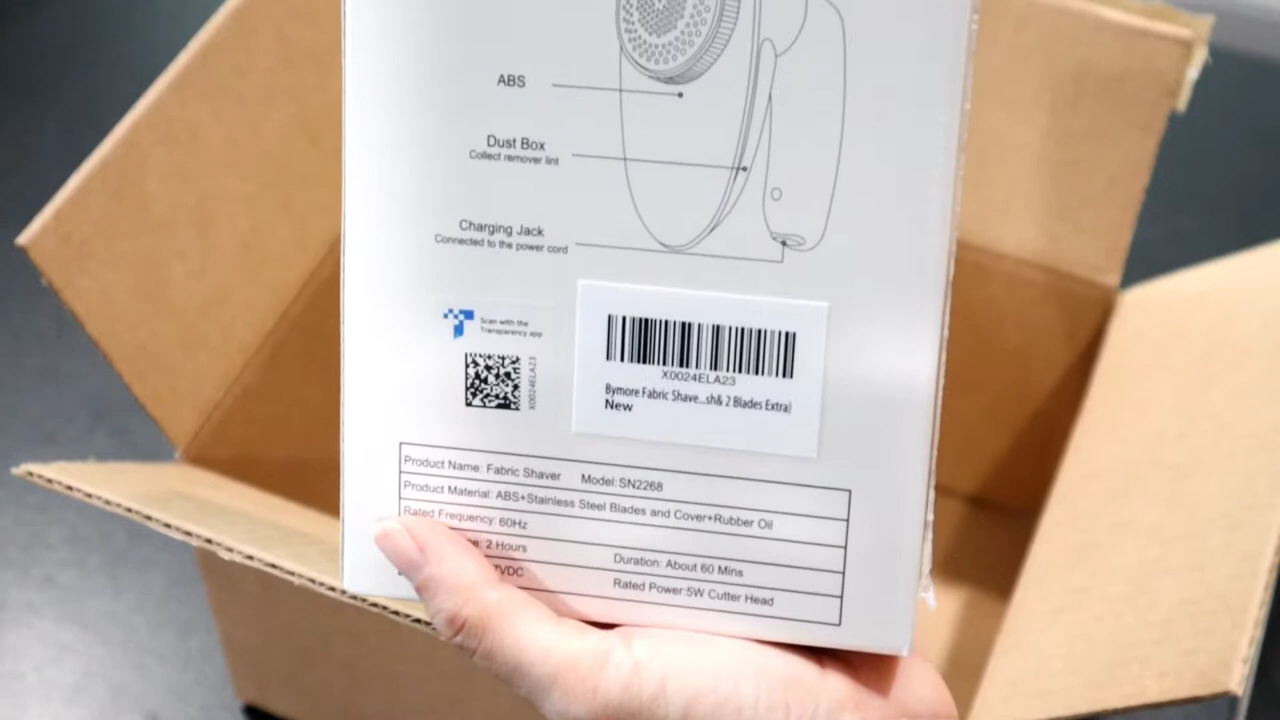 ABS
Dust Box
Collect remover lint
Charging Jack
Connected to the power cord
Scan with the
Transparency app
X0024ELA23
X0024ELA23
Bymore Fabric Shave...sh& 2 Blades Extra)
New
Product Name: Fabric Shaver Model: SN2268
Product Material: ABS+Stainless Steel Blades and Cover+Rubber Oil
Rated Frequency: 60Hz
: 2 Hours Duration: About 60 Mins
7VDC Rated Power:5W Cutter Head